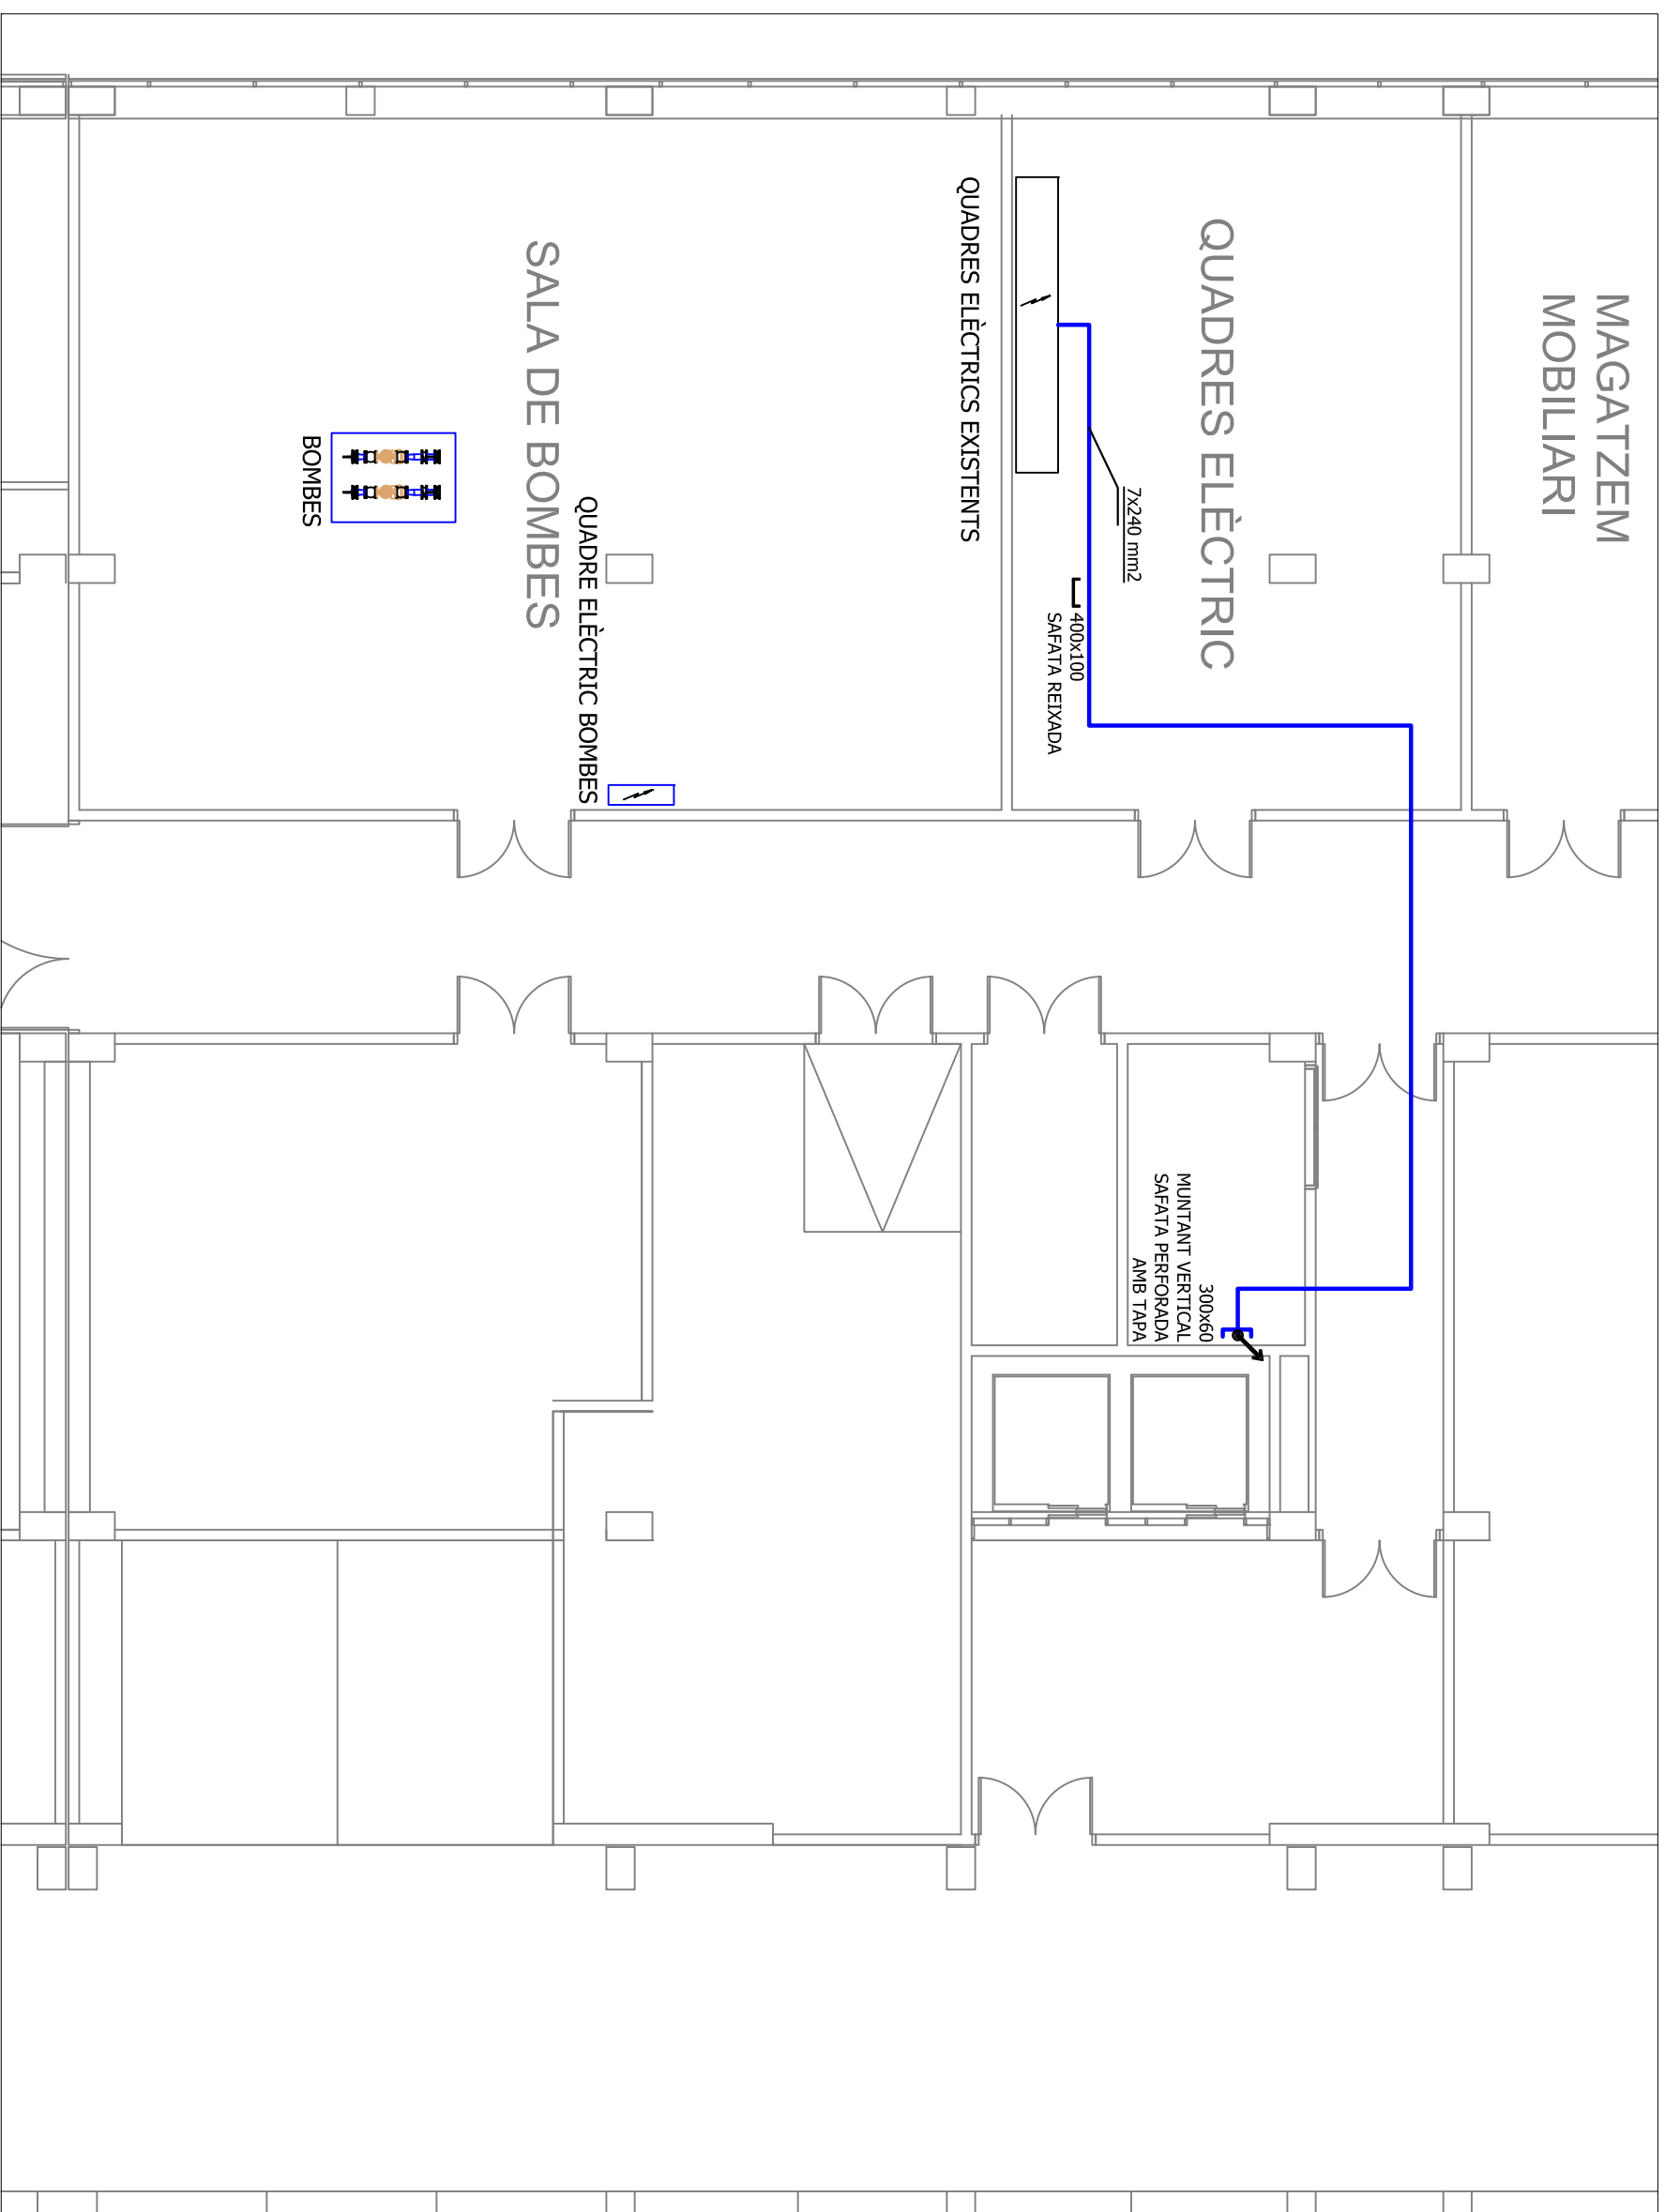 MAGATZEM
MOBILIARI
QUADRES ELÈCTRIC
7x240 mm2
400x100
SAFATA REIXADA
QUADRES ELÈCTRICS EXISTENTS
SALA DE BOMBES
QUADRE ELÈCTRIC BOMBES
BOMBES
300x60
MUNTANT VERTICAL
SAFATA PERFORADA
AMB TAPA